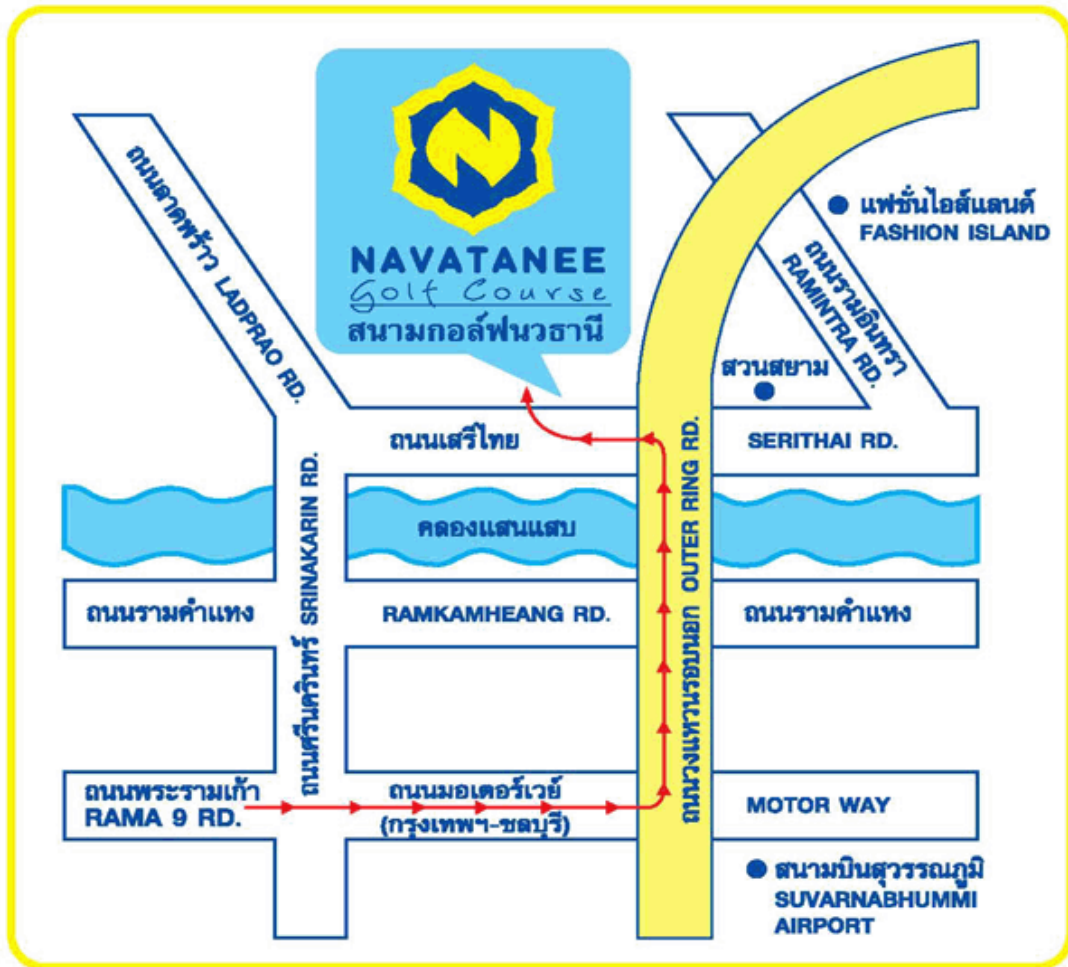 NAVATANEE
Golf Course
สนามกอล์ฟนวธานี
ถนนลาดพร้าว LADPRAO RD.
แฟชั่นไอส์แลนด์
FASHION ISLAND
ถนนรามอินทรา
RAMINTRA RD.
สวนสยาม
ถนนเสรีไทย
SERITHAI RD.
คลองแสนแสบ
ถนนศรีนครินทร์ SRINAKARIN RD.
ถนนวงแหวนรอบนอก OUTER RING RD.
ถนนรามคำแหง
RAMKAMHEANG RD.
ถนนรามคำแหง
ถนนพระรามเก้า
RAMA 9 RD.
ถนนมอเตอร์เวย์
(กรุงเทพฯ-ชลบุรี)
MOTOR WAY
สนามบินสุวรรณภูมิ
SUVARNABHUMMI
AIRPORT